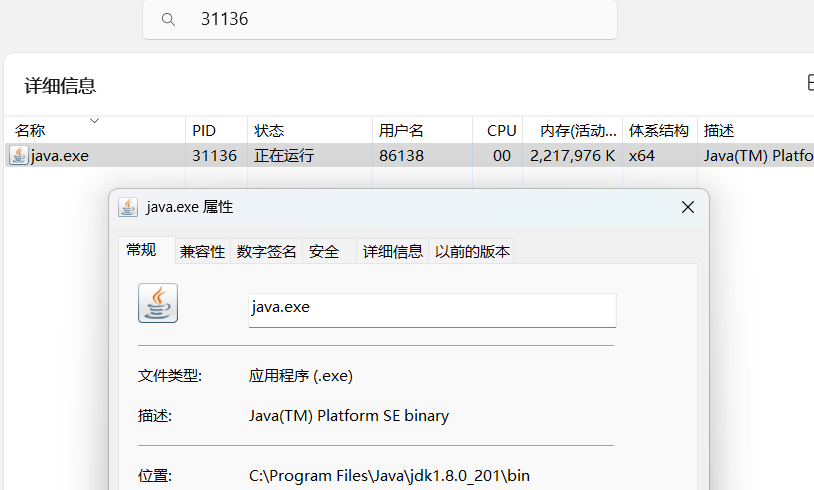 31136
详细信息
名称 PID 状态 用户名 CPU 内存(活动... 体系结构 描述
java.exe 31136 正在运行 86138 00 2,217,976 K x64 Java(TM) Platfo
java.exe 属性
常规 兼容性 数字签名 安全 详细信息 以前的版本
java.exe
文件类型: 应用程序 (.exe)
描述: Java(TM) Platform SE binary
位置: C:\Program Files\Java\jdk1.8.0_201\bin